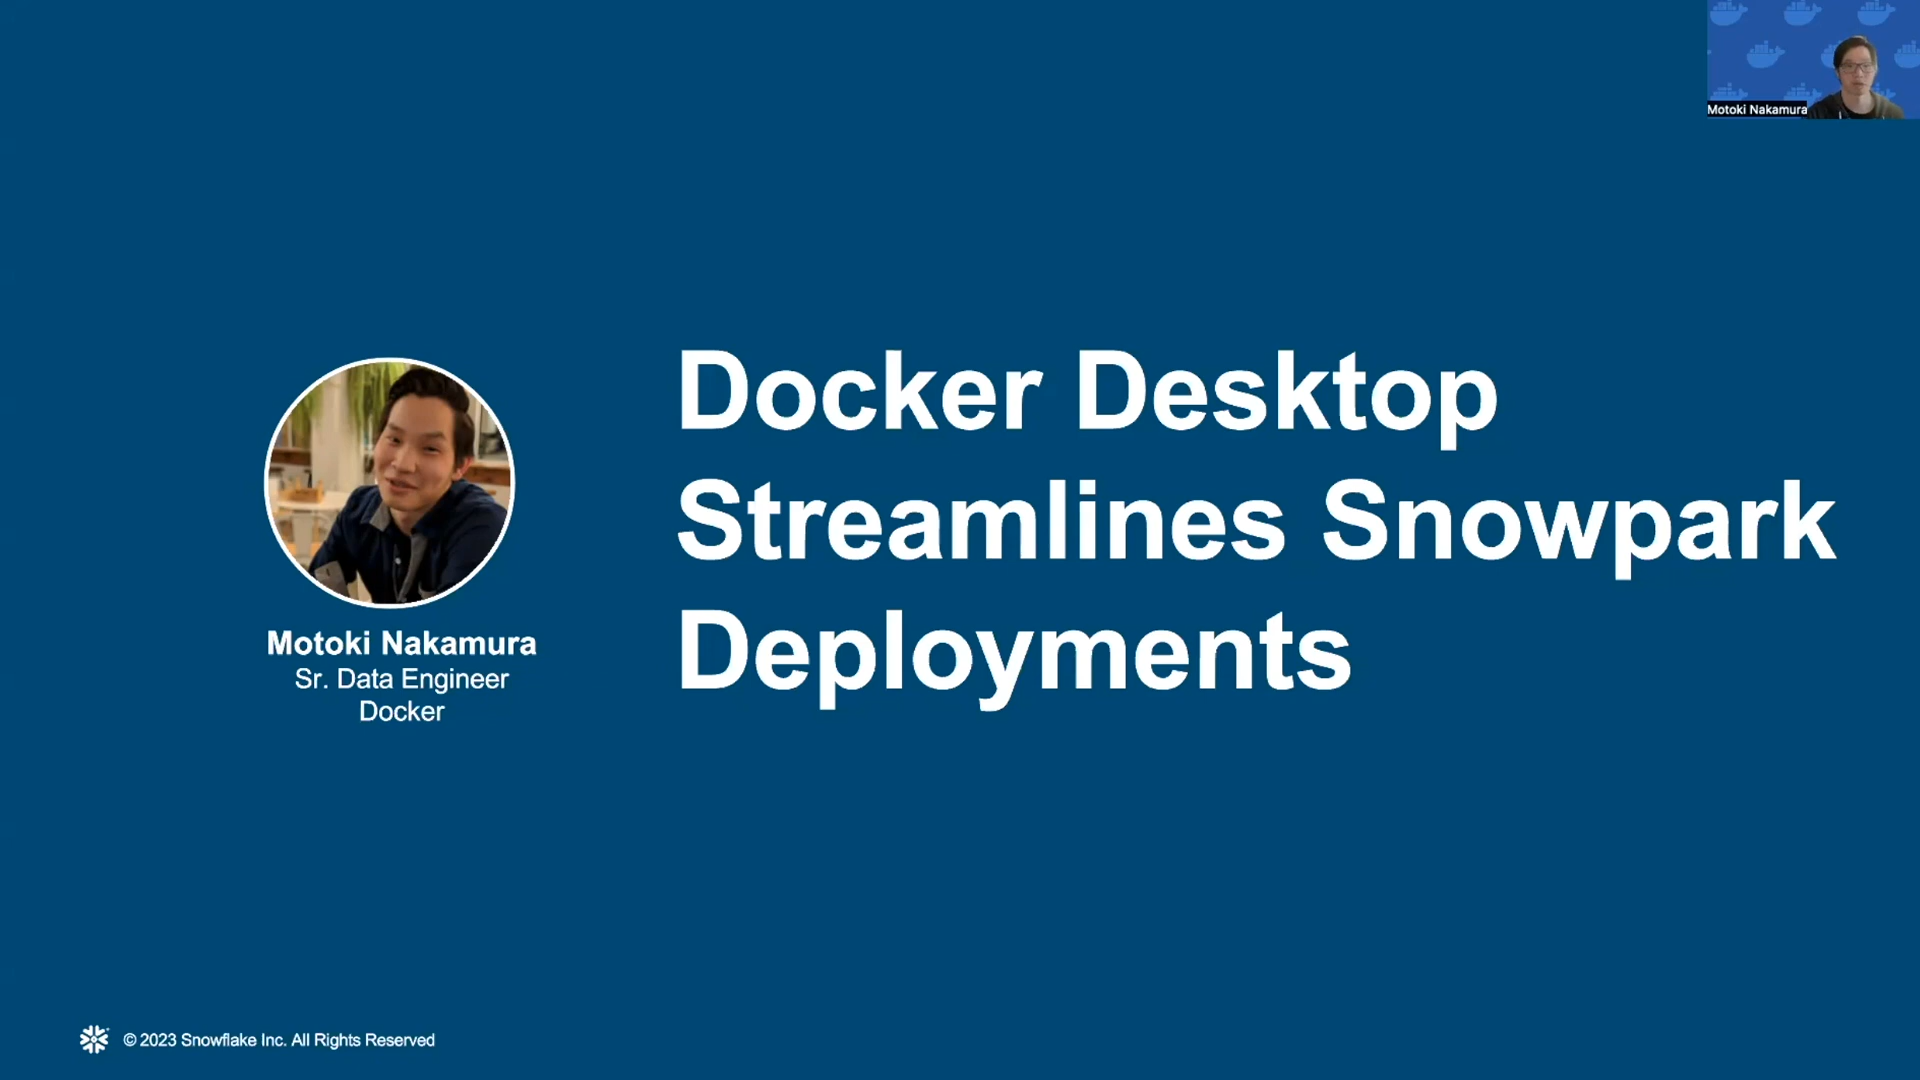 Motoki Nakamura
Docker Desktop
Streamlines Snowpark
Deployments
Motoki Nakamura
Sr. Data Engineer
Docker
© 2023 Snowflake Inc. All Rights Reserved